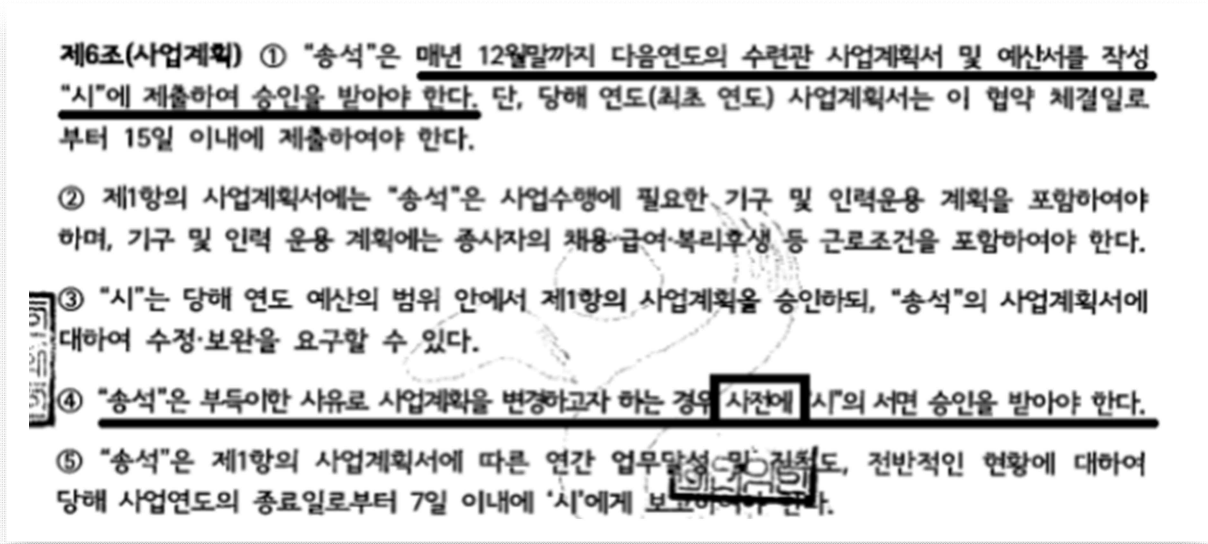 제6조(사업계획) ① “송석”은 매년 12월말까지 다음연도의 수련관 사업계획서 및 예산서를 작성
“시”에 제출하여 승인을 받아야 한다. 단, 당해 연도(최초 연도) 사업계획서는 이 협약 체결일로
부터 15일 이내에 제출하여야 한다.
② 제1항의 사업계획서에는 “송석”은 사업수행에 필요한 기구 및 인력운용 계획을 포함하여야
하며, 기구 및 인력 운용 계획에는 종사자의 채용·급여·복리후생 등 근로조건을 포함하여야 한다.
③ “시”는 당해 연도 예산의 범위 안에서 제1항의 사업계획을 승인하되, “송석”의 사업계획서에
대하여 수정·보완을 요구할 수 있다.
④ “송석”은 부득이한 사유로 사업계획을 변경하고자 하는 경우 사전에 “시”의 서면 승인을 받아야 한다.
⑤ “송석”은 제1항의 사업계획서에 따른 연간 업무달성 및 진척도, 전반적인 현황에 대하여
당해 사업연도의 종료일로부터 7일 이내에 ‘시’에게 보고하여야 한다.